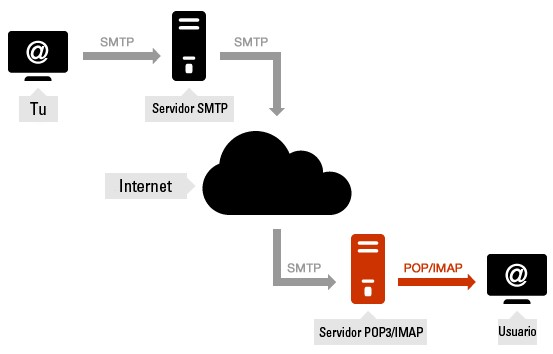 @
SMTP
SMTP
Tu
Servidor SMTP
Internet
SMTP
POP/IMAP
@
Servidor POP3/IMAP
Usuario